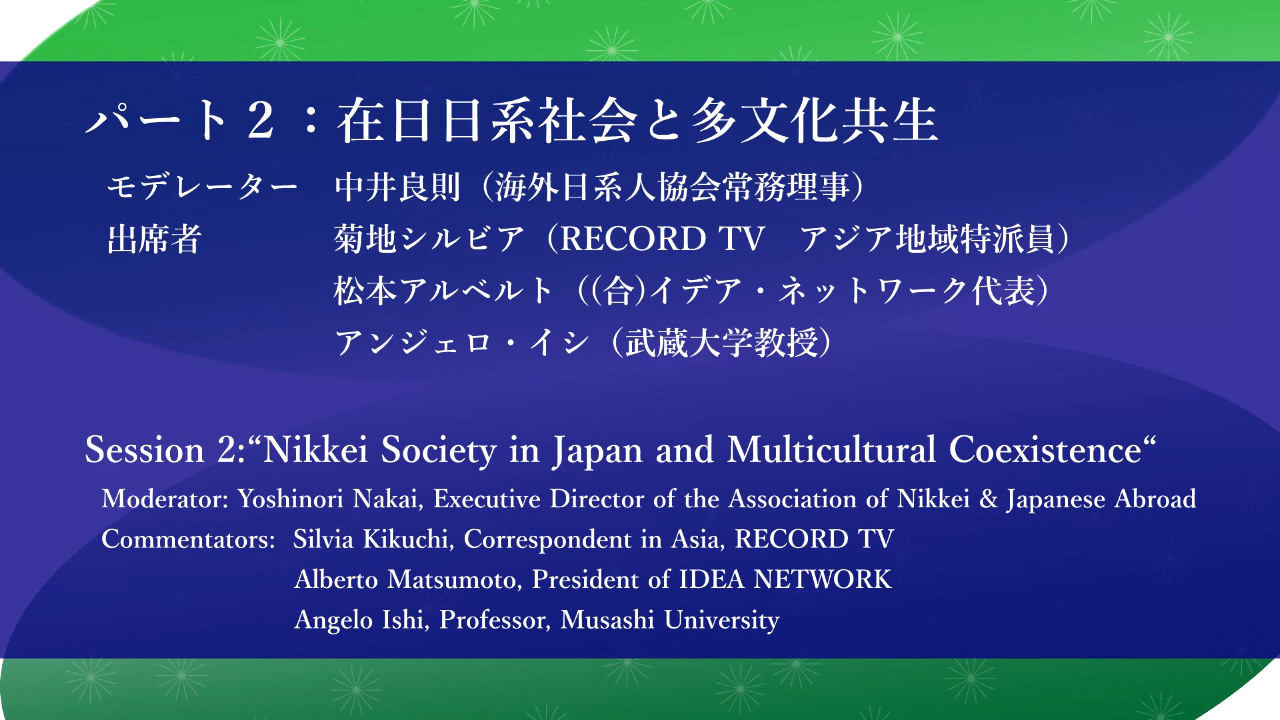 パート２：在日日系社会と多文化共生
モデレーター　中井良則（海外日系人協会常務理事）
出席者　菊地シルビア（RECORD TV　アジア地域特派員）
松本アルベルト（(合)イデア・ネットワーク代表）
アンジェロ・イシ（武蔵大学教授）
Session 2:“Nikkei Society in Japan and Multicultural Coexistence“
Moderator: Yoshinori Nakai, Executive Director of the Association of Nikkei & Japanese Abroad
Commentators: Silvia Kikuchi, Correspondent in Asia, RECORD TV
Alberto Matsumoto, President of IDEA NETWORK
Angelo Ishi, Professor, Musashi University